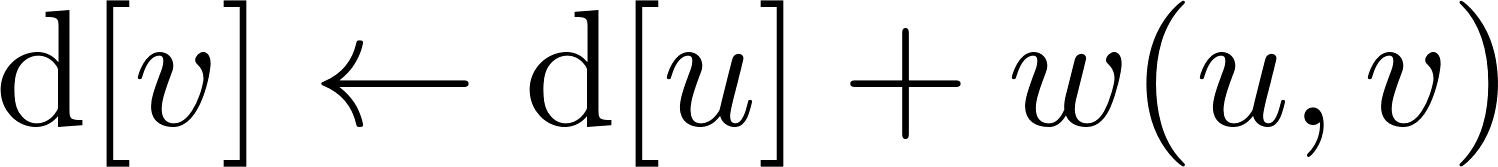 d[v] ← d[u] + w(u, v)